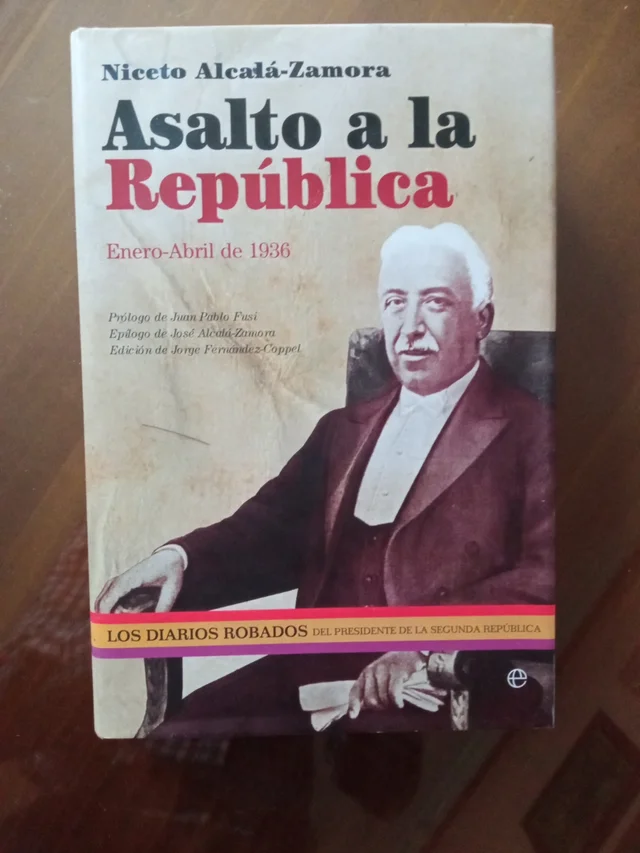 Niceto Alcalá-Zamora
Asalto a la
República
Enero-Abril de 1936
Prólogo de Juan Pablo Fusi
Epílogo de José Alcalá-Zamora
Edición de Jorge Fernández-Coppel
LOS DIARIOS ROBADOS DEL PRESIDENTE DE LA SEGUNDA REPÚBLICA